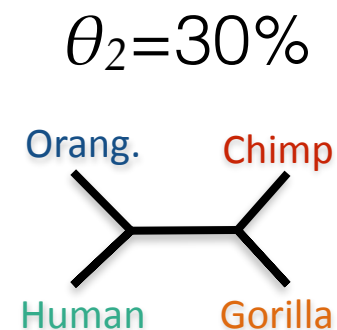 θ₂=30%
Orang.
Chimp
Human
Gorilla